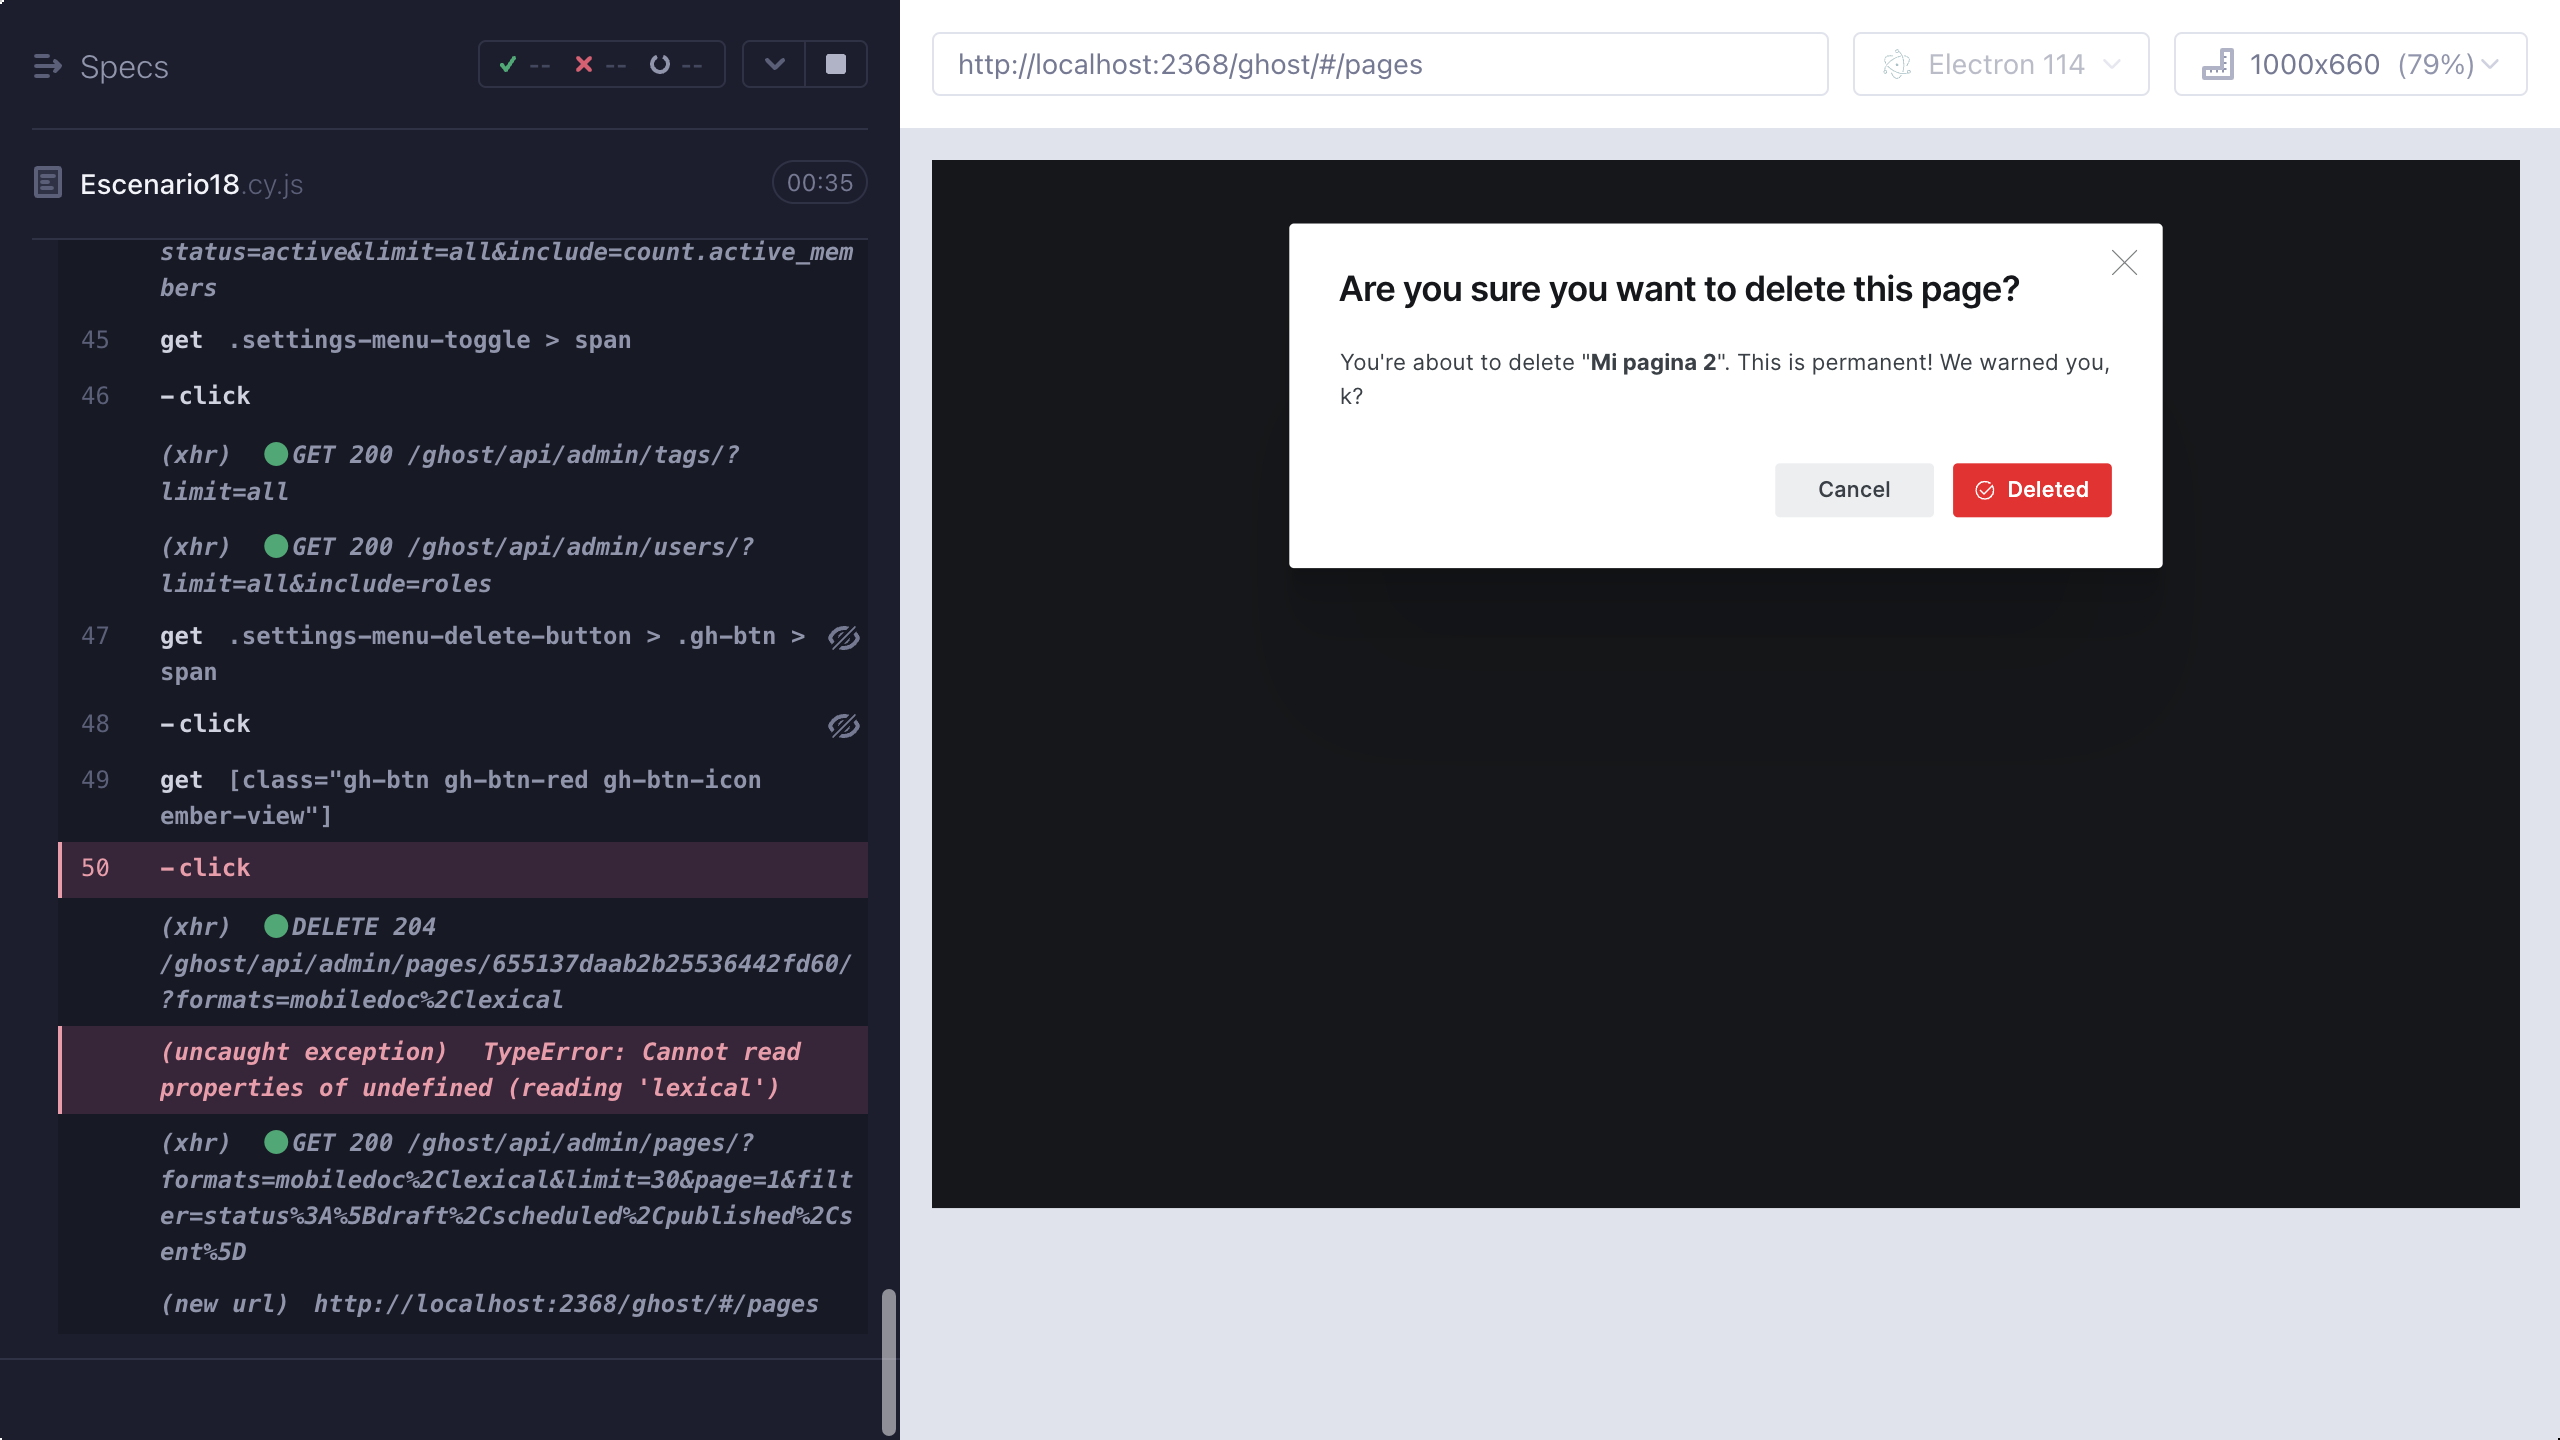 Specs
-- -- --
Escenario18.cy.js 00:35
status=active&limit=all&include=count.active_mem
bers
45 get .settings-menu-toggle > span
46 -click
(xhr) GET 200 /ghost/api/admin/tags/?
limit=all
(xhr) GET 200 /ghost/api/admin/users/?
limit=all&include=roles
47 get .settings-menu-delete-button > .gh-btn >
span
48 -click
49 get [class="gh-btn gh-btn-red gh-btn-icon
ember-view"]
50 -click
(xhr) DELETE 204
/ghost/api/admin/pages/655137daab2b25536442fd60/
?formats=mobiledoc%2Clexical
(uncaught exception) TypeError: Cannot read
properties of undefined (reading 'lexical')
(xhr) GET 200 /ghost/api/admin/pages/?
formats=mobiledoc%2Clexical&limit=30&page=1&filt
er=status%3A%5Bdraft%2Cscheduled%2Cpublished%2Cs
ent%5D
(new url) http://localhost:2368/ghost/#/pages
http://localhost:2368/ghost/#/pages
Electron 114
1000x660 (79%)
Are you sure you want to delete this page?
You're about to delete "Mi pagina 2". This is permanent! We warned you,
k?
Cancel
Deleted